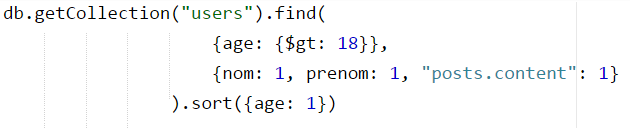 db.getCollection("users").find(
{age: {$gt: 18}},
{nom: 1, prenom: 1, "posts.content": 1}
).sort({age: 1})